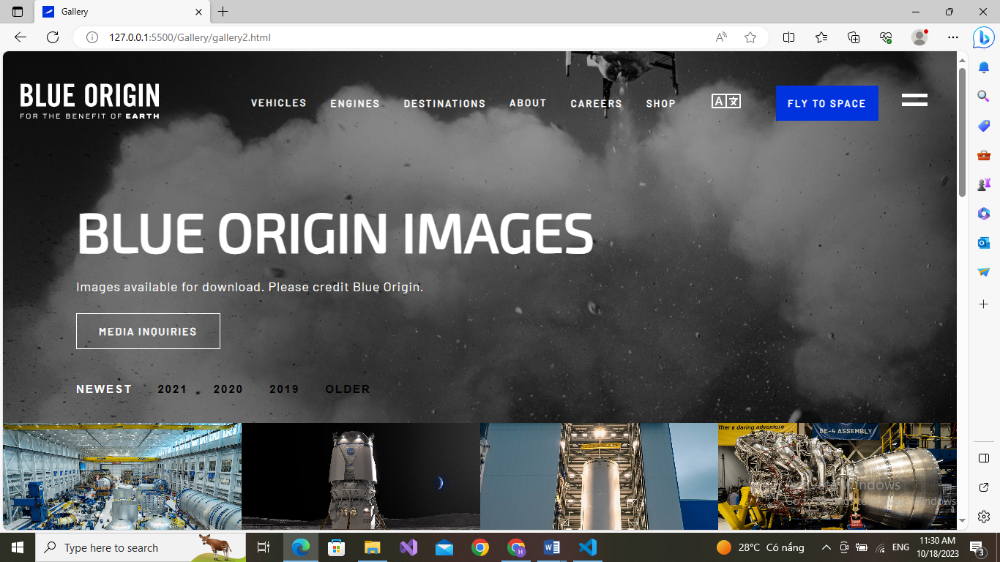 Gallery
127.0.0.1:5500/Gallery/gallery2.html
BLUE ORIGIN
FOR THE BENEFIT OF EARTH
VEHICLES ENGINES DESTINATIONS ABOUT CAREERS SHOP
FLY TO SPACE
BLUE ORIGIN IMAGES
Images available for download. Please credit Blue Origin.
MEDIA INQUIRIES
NEWEST 2021 2020 2019 OLDER
ther a daring adventure
BE-4 ASSEMBLY
Activate Windows
Type here to search
28°C Có nắng
ENG
11:30 AM
10/18/2023
3